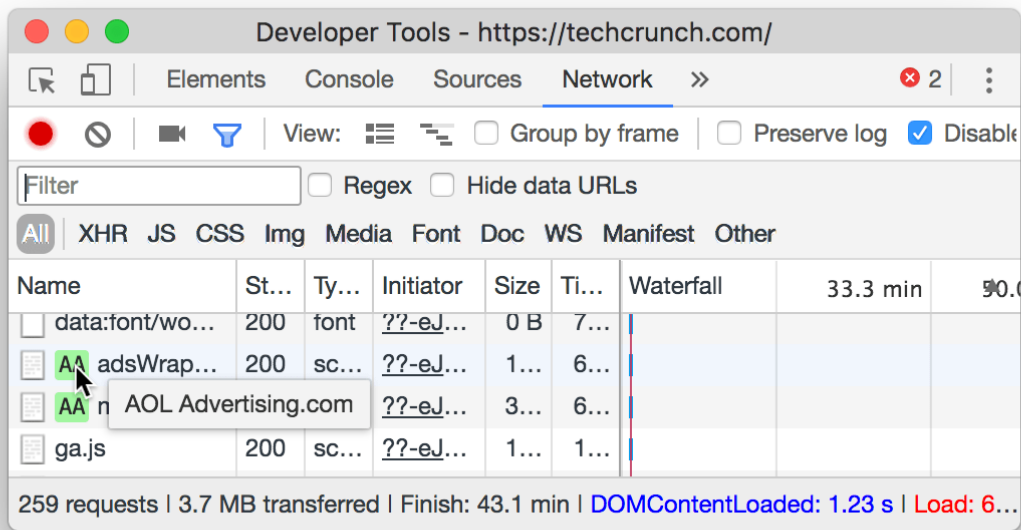 Developer Tools - https://techcrunch.com/
Elements Console Sources Network » 2
View: Group by frame Preserve log Disable
Filter Regex Hide data URLs
All XHR JS CSS Img Media Font Doc WS Manifest Other
Name St... Ty... Initiator Size Ti... Waterfall 33.3 min
data:font/wo... 200 font ??-eJ... 0 B 7...
AA adsWrap... 200 sc... ??-eJ... 1... 6...
AA AOL Advertising.com ??-eJ... 3... 6...
ga.js 200 sc... ??-eJ... 1... 1...
259 requests | 3.7 MB transferred | Finish: 43.1 min | DOMContentLoaded: 1.23 s | Load: 6...